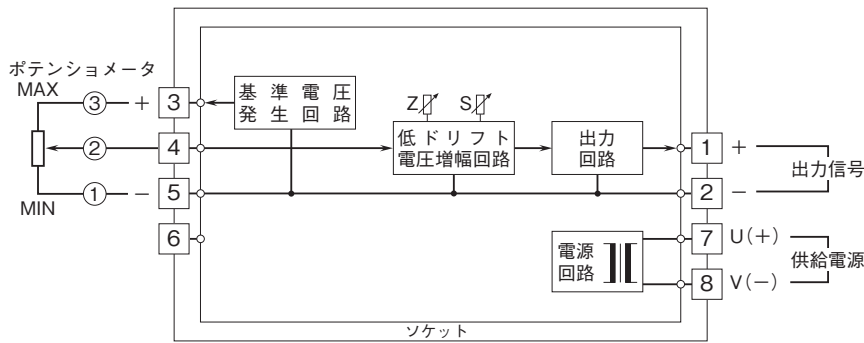 ポテンショメータ
MAX
③
+
3
基準電圧
発生回路
Z
S
②
4
低ドリフト
電圧増幅回路
出力
回路
1
+
出力信号
①
−
5
2
−
MIN
6
電源
回路
7
U(+)
供給電源
8
V(−)
ソケット